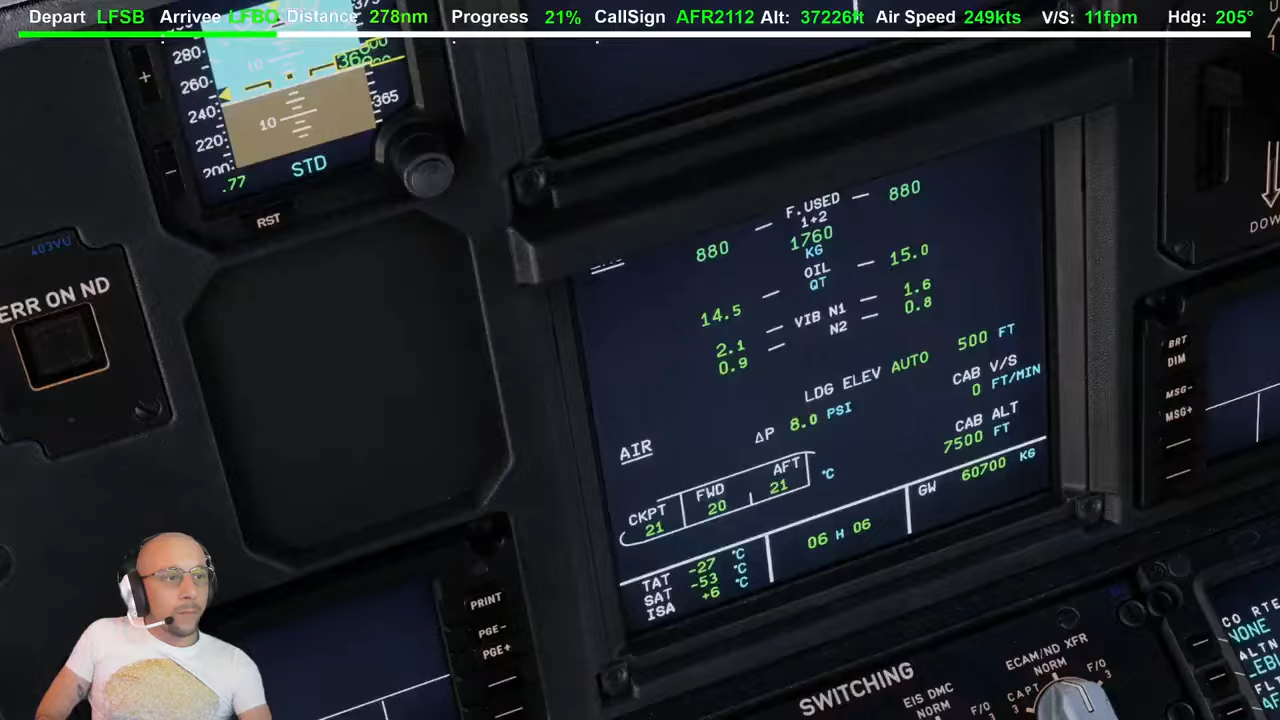 Depart LFSB Arrivee LFBO Distance 278nm Progress 21% CallSign AFR2112 Alt: 37226ft Air Speed 249kts V/S: 11fpm Hdg: 205°
280
260
240
220
200
10
10
365
.77 STD
RST
403VU
ERR ON ND
F.USED
1+2
880 1760 880
KG
OIL
14.5 QT 15.0
VIB N1
2.1 1.6
N2
0.9 0.8
LDG ELEV AUTO 500 FT
CAB V/S
0 FT/MIN
ΔP 8.0 PSI
CAB ALT
7500 FT
AIR
CKPT FWD AFT °C
21 20 21
GW 60700 KG
TAT -27 °C
SAT -53 °C
ISA +6 °C
06 H 06
BRT
DIM
MSG-
MSG+
PRINT
PGE-
PGE+
SWITCHING
EIS DMC
NORM
F/O
3
ECAM/ND XFR
NORM
CAPT F/O
CO RTE
NONE